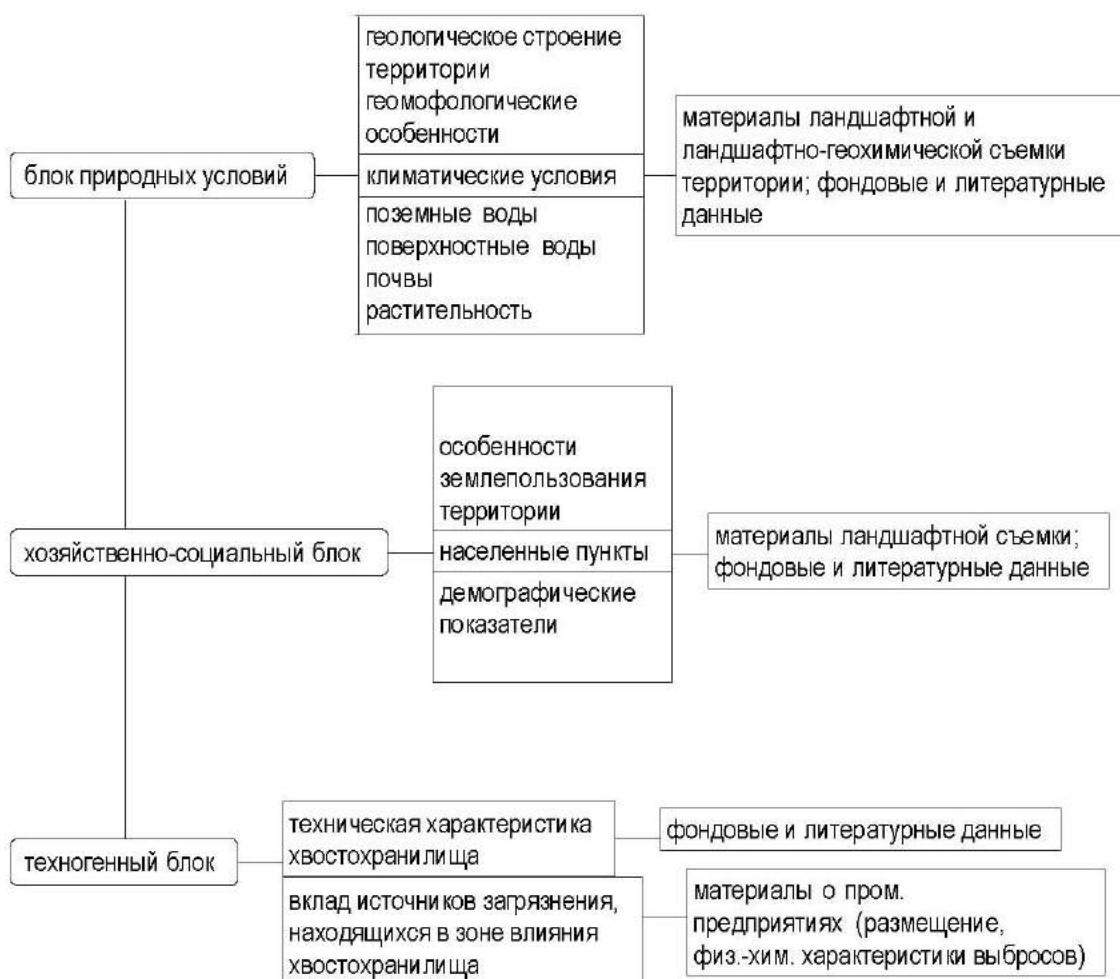 геологическое строение
территории
геомофологические
особенности
блок природных условий
климатические условия
поземные воды
поверхностные воды
почвы
растительность
материалы ландшафтной и
ландшафтно-геохимической съемки
территории; фондовые и литературные
данные
хозяйственно-социальный блок
особенности
землепользования
территории
населенные пункты
демографические
показатели
материалы ландшафтной съемки;
фондовые и литературные данные
техногенный блок
техническая характеристика
хвостохранилища
фондовые и литературные данные
вклад источников загрязнения,
находящихся в зоне влияния
хвостохранилища
материалы о пром.
предприятиях (размещение,
физ.-хим. характеристики выбросов)